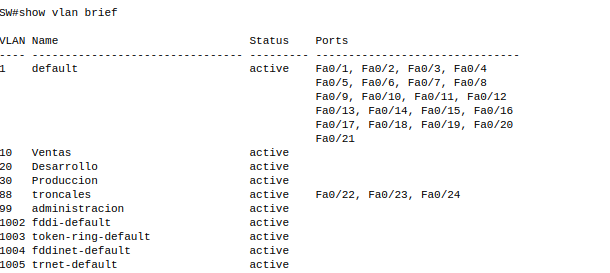 SW#show vlan brief
VLAN Name                             Status    Ports
---- -------------------------------- --------- -------------------------------
1    default                          active    Fa0/1, Fa0/2, Fa0/3, Fa0/4
                                                Fa0/5, Fa0/6, Fa0/7, Fa0/8
                                                Fa0/9, Fa0/10, Fa0/11, Fa0/12
                                                Fa0/13, Fa0/14, Fa0/15, Fa0/16
                                                Fa0/17, Fa0/18, Fa0/19, Fa0/20
                                                Fa0/21
10   Ventas                           active
20   Desarrollo                       active
30   Produccion                       active
88   troncales                        active    Fa0/22, Fa0/23, Fa0/24
99   administracion                   active
1002 fddi-default                     active
1003 token-ring-default               active
1004 fddinet-default                  active
1005 trnet-default                    active